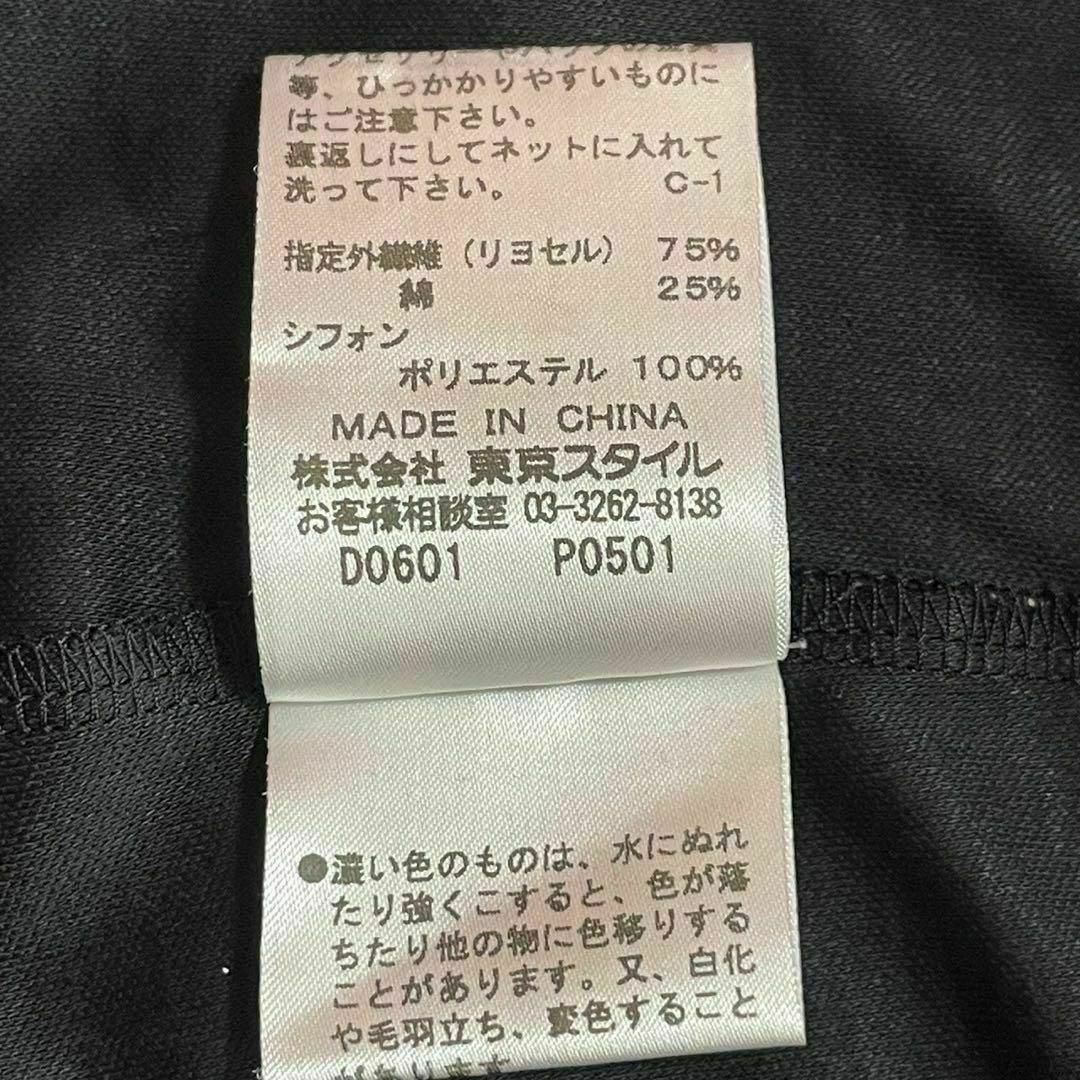 等、ひっかかりやすいものに
はご注意下さい。
裏返しにしてネットに入れて
洗って下さい。 C-1
指定外繊維(リヨセル) 75%
綿 25%
シフォン
ポリエステル 100%
MADE IN CHINA
株式会社 東京スタイル
お客様相談室 03-3262-8138
D0601 P0501
●濃い色のものは、水にぬれ
たり強くこすると、色が落
ちたり他の物に色移りする
ことがあります。又、白化
や毛羽立ち、変色すること
があります